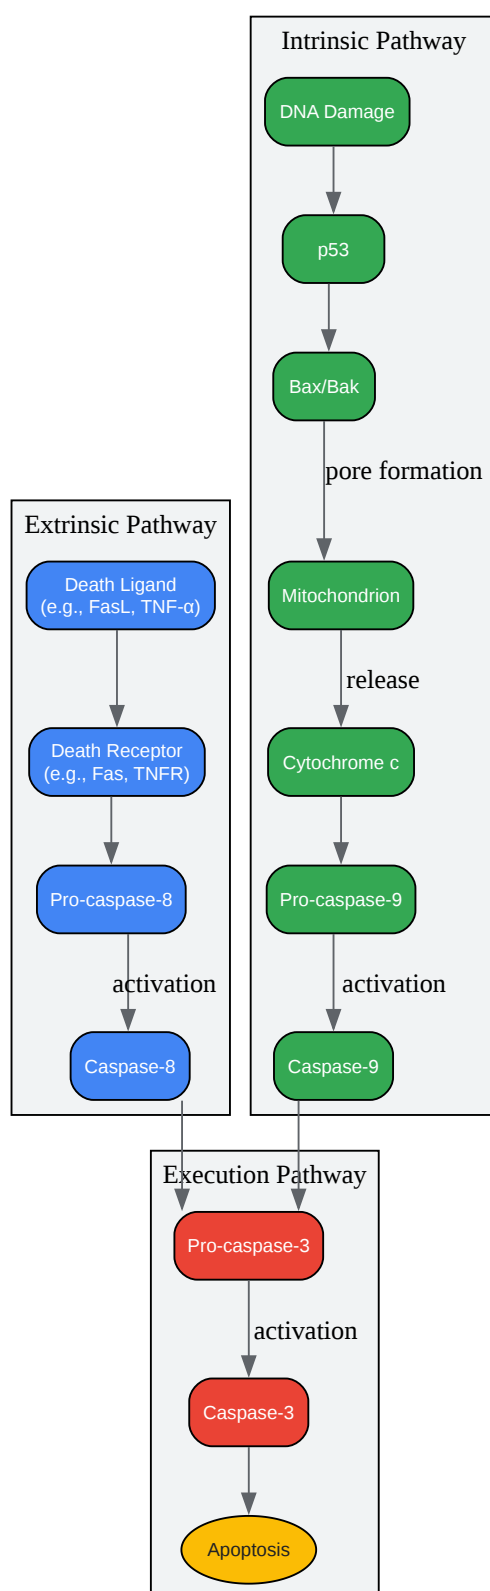 Intrinsic Pathway
DNA Damage
p53
Bax/Bak
pore formation
Mitochondrion
release
Cytochrome c
Pro-caspase-9
activation
Caspase-9
Extrinsic Pathway
Death Ligand
(e.g., FasL, TNF-α)
Death Receptor
(e.g., Fas, TNFR)
Pro-caspase-8
activation
Caspase-8
Execution Pathway
Pro-caspase-3
activation
Caspase-3
Apoptosis